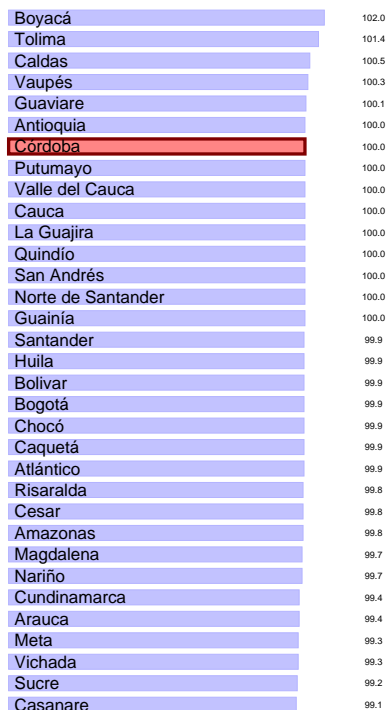 Boyacá 102.0
Tolima 101.4
Caldas 100.5
Vaupés 100.3
Guaviare 100.1
Antioquia 100.0
Córdoba 100.0
Putumayo 100.0
Valle del Cauca 100.0
Cauca 100.0
La Guajira 100.0
Quindío 100.0
San Andrés 100.0
Norte de Santander 100.0
Guainía 100.0
Santander 99.9
Huila 99.9
Bolivar 99.9
Bogotá 99.9
Chocó 99.9
Caquetá 99.9
Atlántico 99.9
Risaralda 99.8
Cesar 99.8
Amazonas 99.8
Magdalena 99.7
Nariño 99.7
Cundinamarca 99.4
Arauca 99.4
Meta 99.3
Vichada 99.3
Sucre 99.2
Casanare 99.1